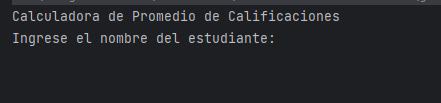 Calculadora de Promedio de Calificaciones
Ingrese el nombre del estudiante: